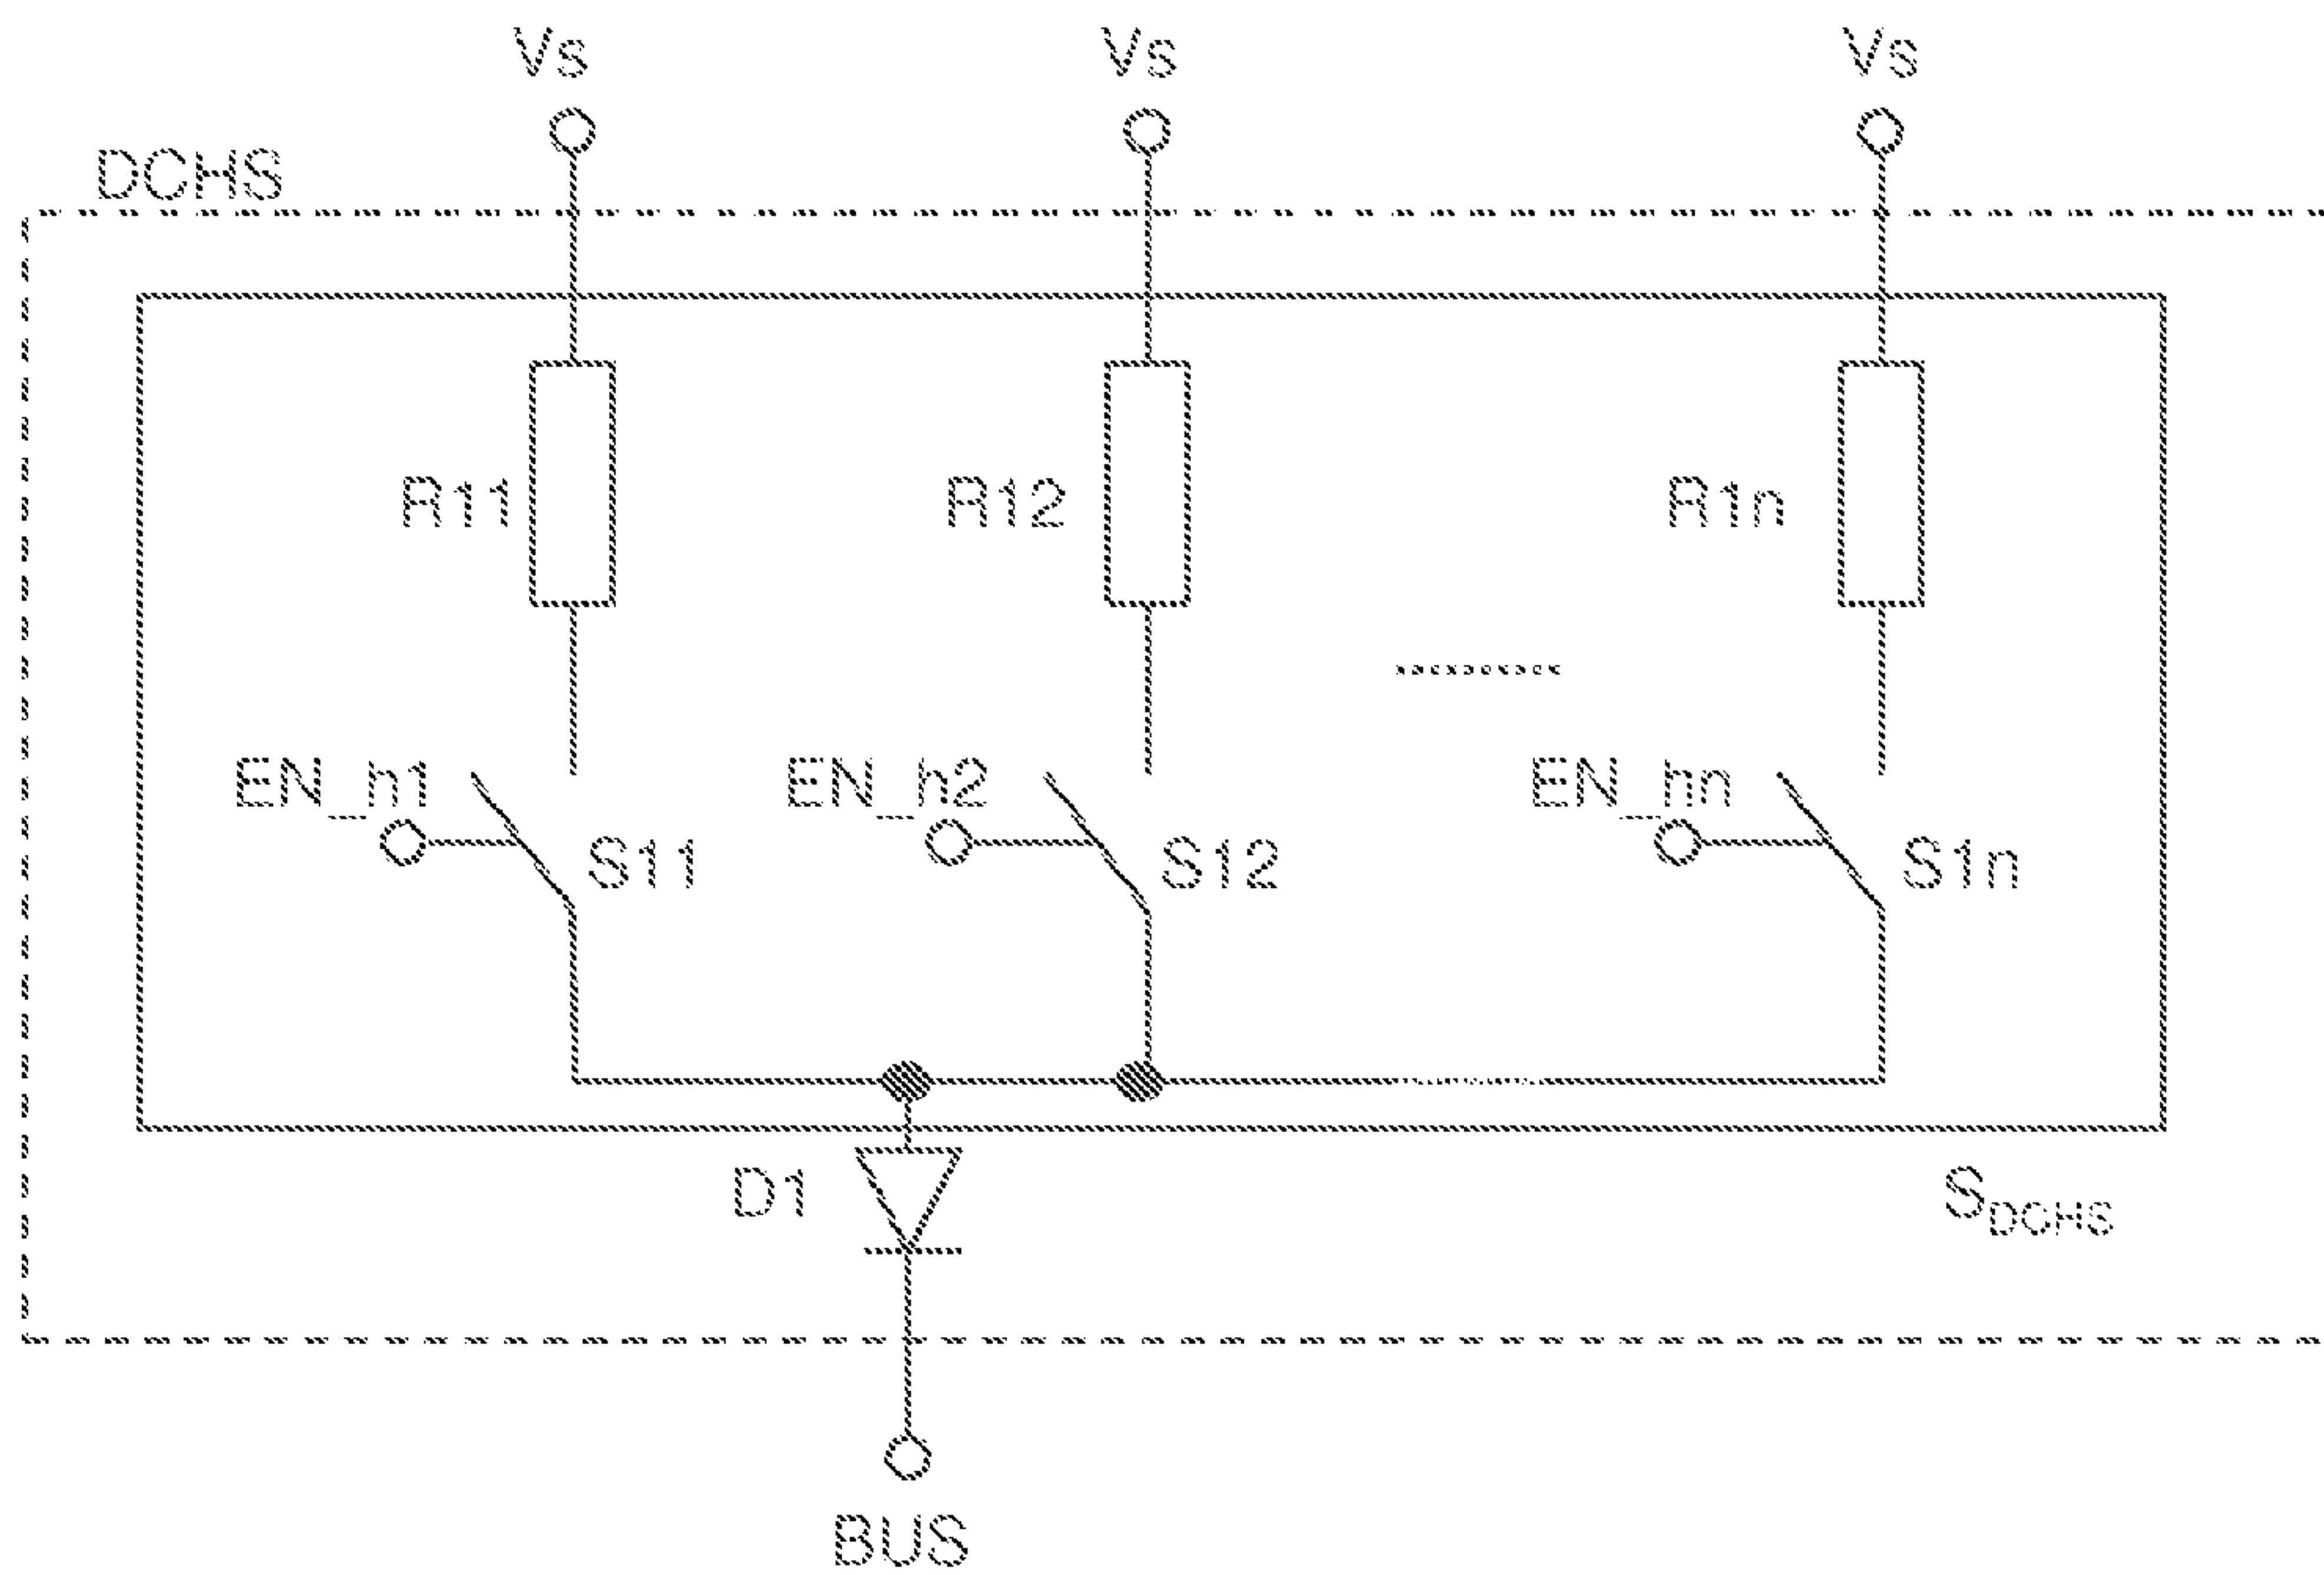 Vs Vs Vs
DCHS
R11 R12 R1n
EN_h1 EN_h2 EN_hn
S11 S12 S1n
D1 SDCHS
BUS